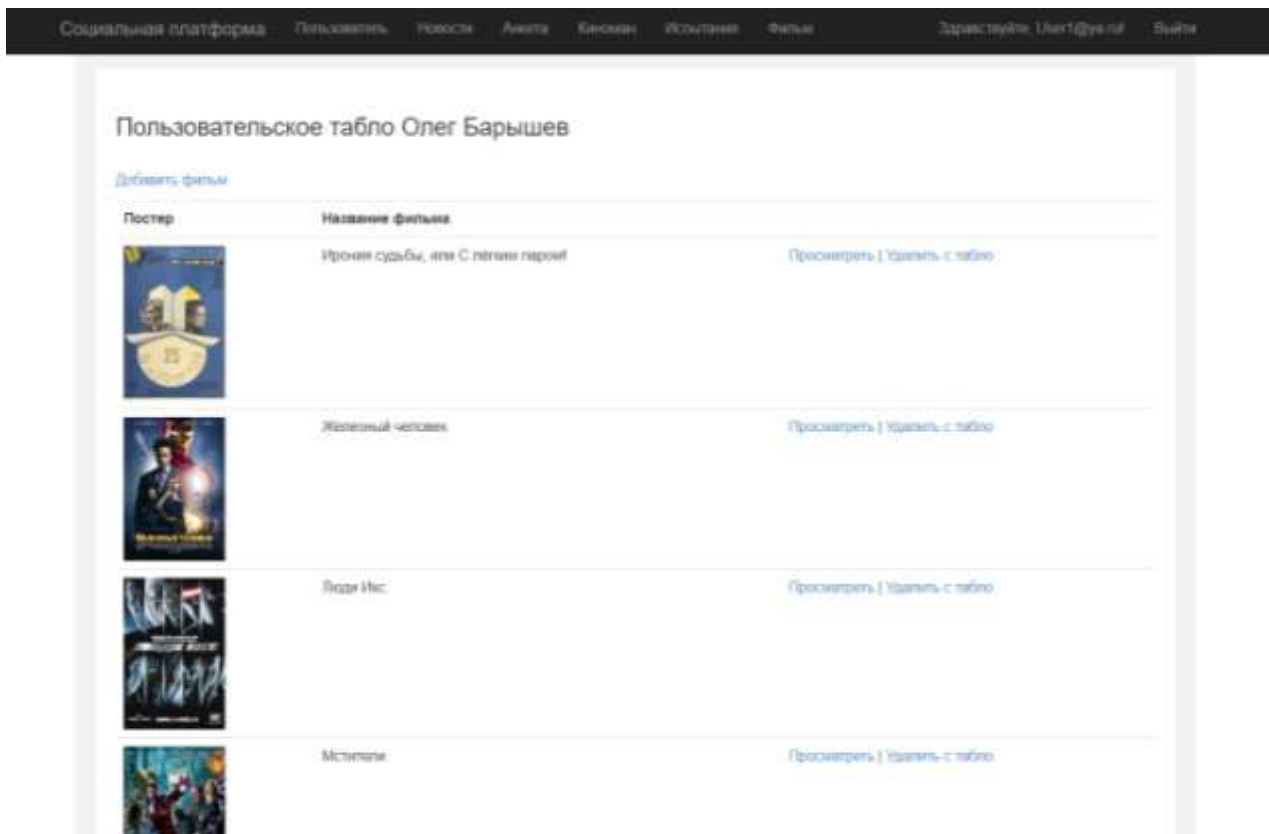 Социальная платформа Пользователь Новости Анкета Киноман Испытания Фильм Здравствуйте, User1@ya.ru! Выйти
Пользовательское табло Олег Барышев
Добавить фильм
Постер Название фильма
Ирония судьбы, или С лёгким паром! Просмотреть | Удалить с табло
25
Железный человек Просмотреть | Удалить с табло
Люди Икс Просмотреть | Удалить с табло
Мстители Просмотреть | Удалить с табло